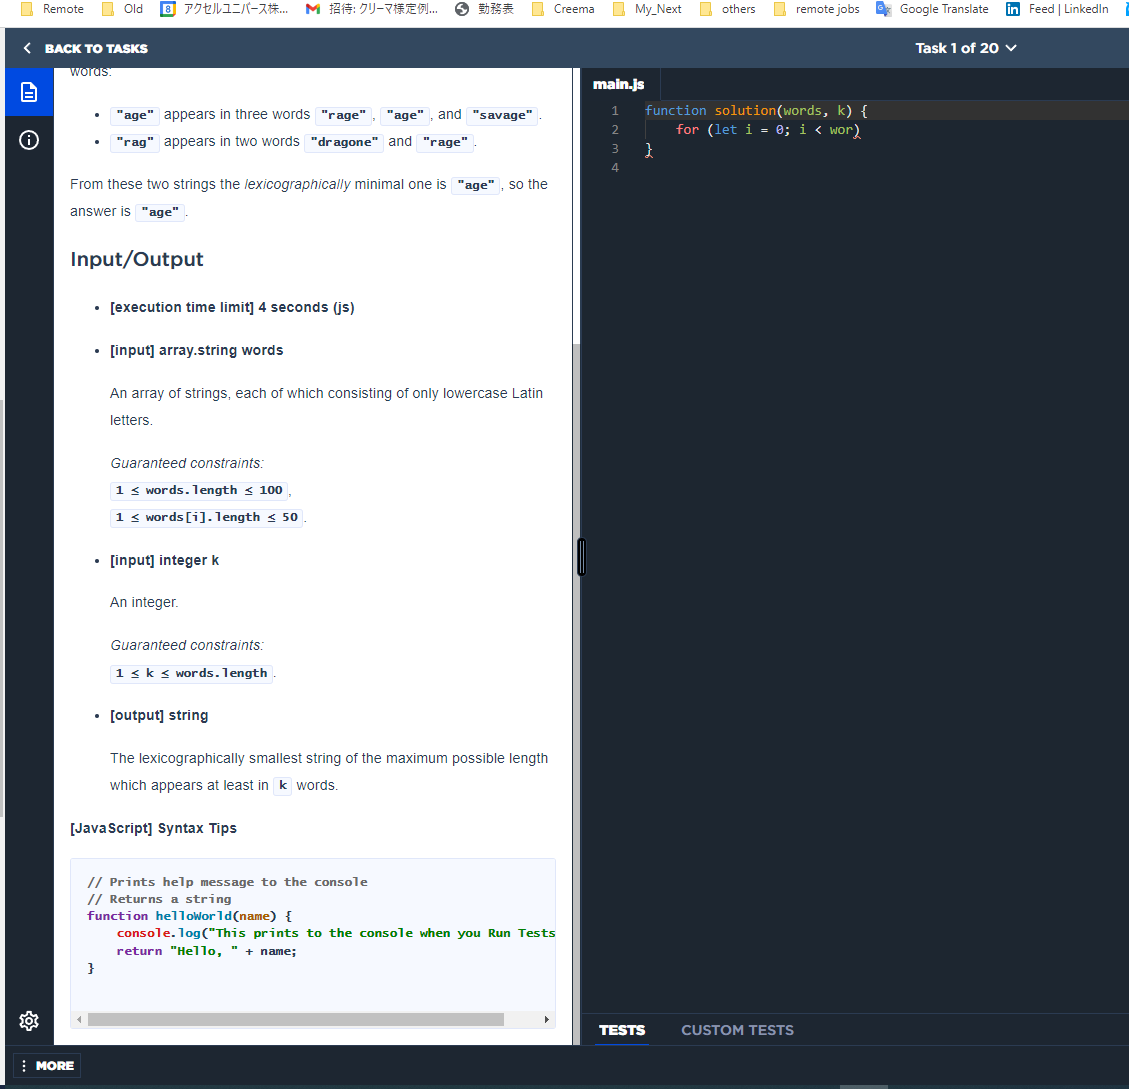 Remote Old アクセルユニバース株... 招待: クリーマ様定例... 勤務表 Creema My_Next others remote jobs Google Translate Feed | LinkedIn
BACK TO TASKS
Task 1 of 20
words:
• "age" appears in three words "rage", "age", and "savage".
• "rag" appears in two words "dragone" and "rage".
From these two strings the lexicographically minimal one is "age", so the
answer is "age".
Input/Output
• [execution time limit] 4 seconds (js)
• [input] array.string words
An array of strings, each of which consisting of only lowercase Latin
letters.
Guaranteed constraints:
1 ≤ words.length ≤ 100,
1 ≤ words[i].length ≤ 50.
• [input] integer k
An integer.
Guaranteed constraints:
1 ≤ k ≤ words.length.
• [output] string
The lexicographically smallest string of the maximum possible length
which appears at least in k words.
[JavaScript] Syntax Tips
// Prints help message to the console
// Returns a string
function helloWorld(name) {
console.log("This prints to the console when you Run Tests
return "Hello, " + name;
}
MORE
main.js
1 function solution(words, k) {
2 for (let i = 0; i < wor)
3 }
4
TESTS CUSTOM TESTS